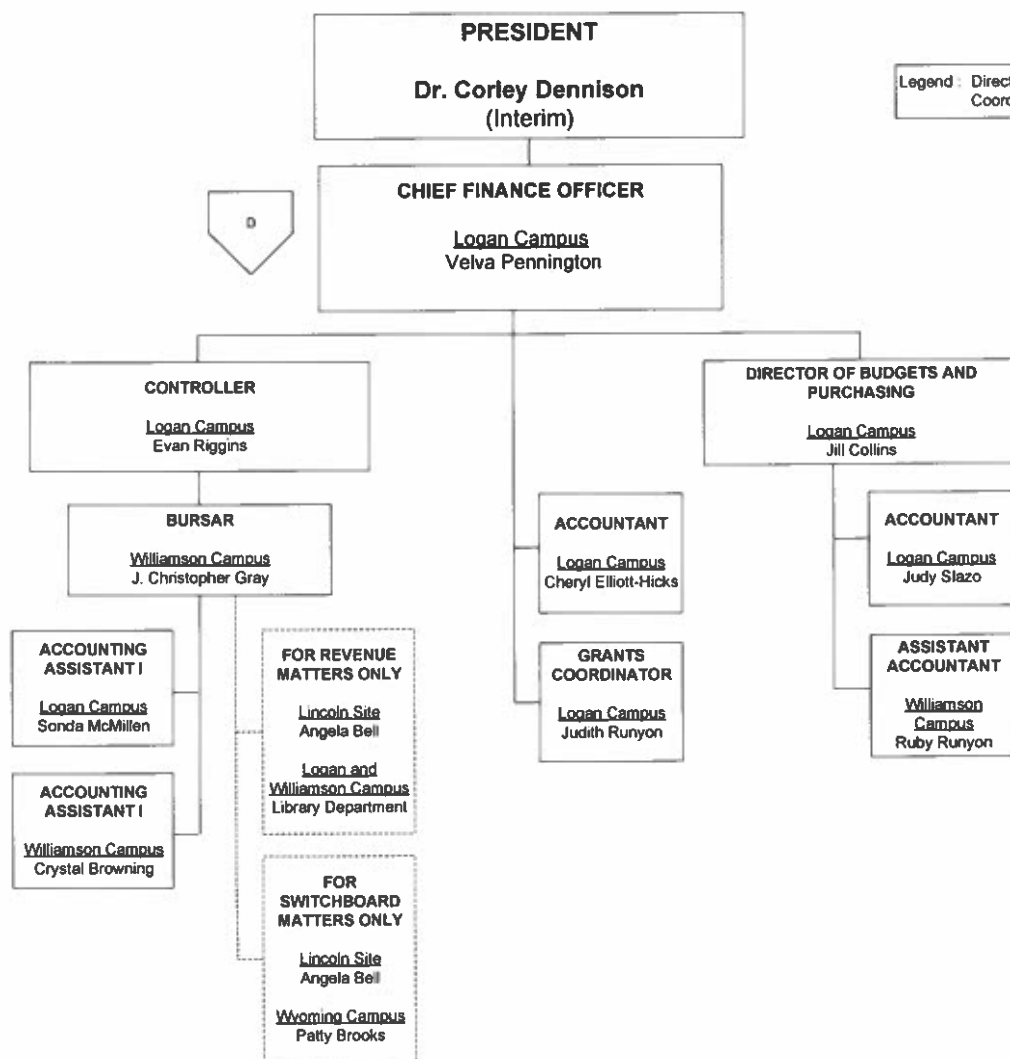 PRESIDENT
Dr. Corley Dennison
(Interim)
Legend : Direct
Coord
CHIEF FINANCE OFFICER
Logan Campus
Velva Pennington
D
CONTROLLER
Logan Campus
Evan Riggins
DIRECTOR OF BUDGETS AND
PURCHASING
Logan Campus
Jill Collins
BURSAR
Williamson Campus
J. Christopher Gray
ACCOUNTANT
Logan Campus
Cheryl Elliott-Hicks
ACCOUNTANT
Logan Campus
Judy Slazo
ACCOUNTING
ASSISTANT I
Logan Campus
Sonda McMillen
FOR REVENUE
MATTERS ONLY
Lincoln Site
Angela Bell
Logan and
Williamson Campus
Library Department
GRANTS
COORDINATOR
Logan Campus
Judith Runyon
ASSISTANT
ACCOUNTANT
Williamson
Campus
Ruby Runyon
ACCOUNTING
ASSISTANT I
Williamson Campus
Crystal Browning
FOR
SWITCHBOARD
MATTERS ONLY
Lincoln Site
Angela Bell
Wyoming Campus
Patty Brooks